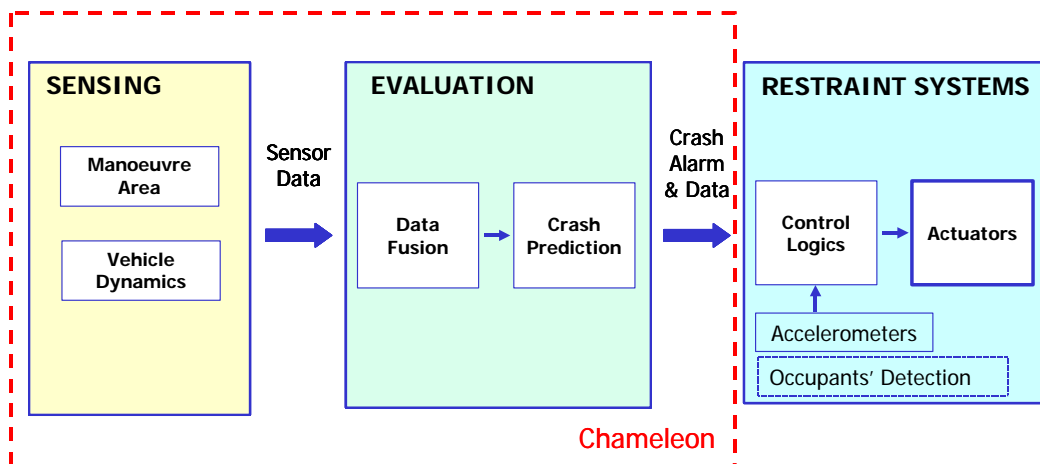 SENSING
Manoeuvre
Area
Vehicle
Dynamics
Sensor
Data
EVALUATION
Data
Fusion
Crash
Prediction
Crash
Alarm
& Data
RESTRAINT SYSTEMS
Control
Logics
Actuators
Accelerometers
Occupants' Detection
Chameleon